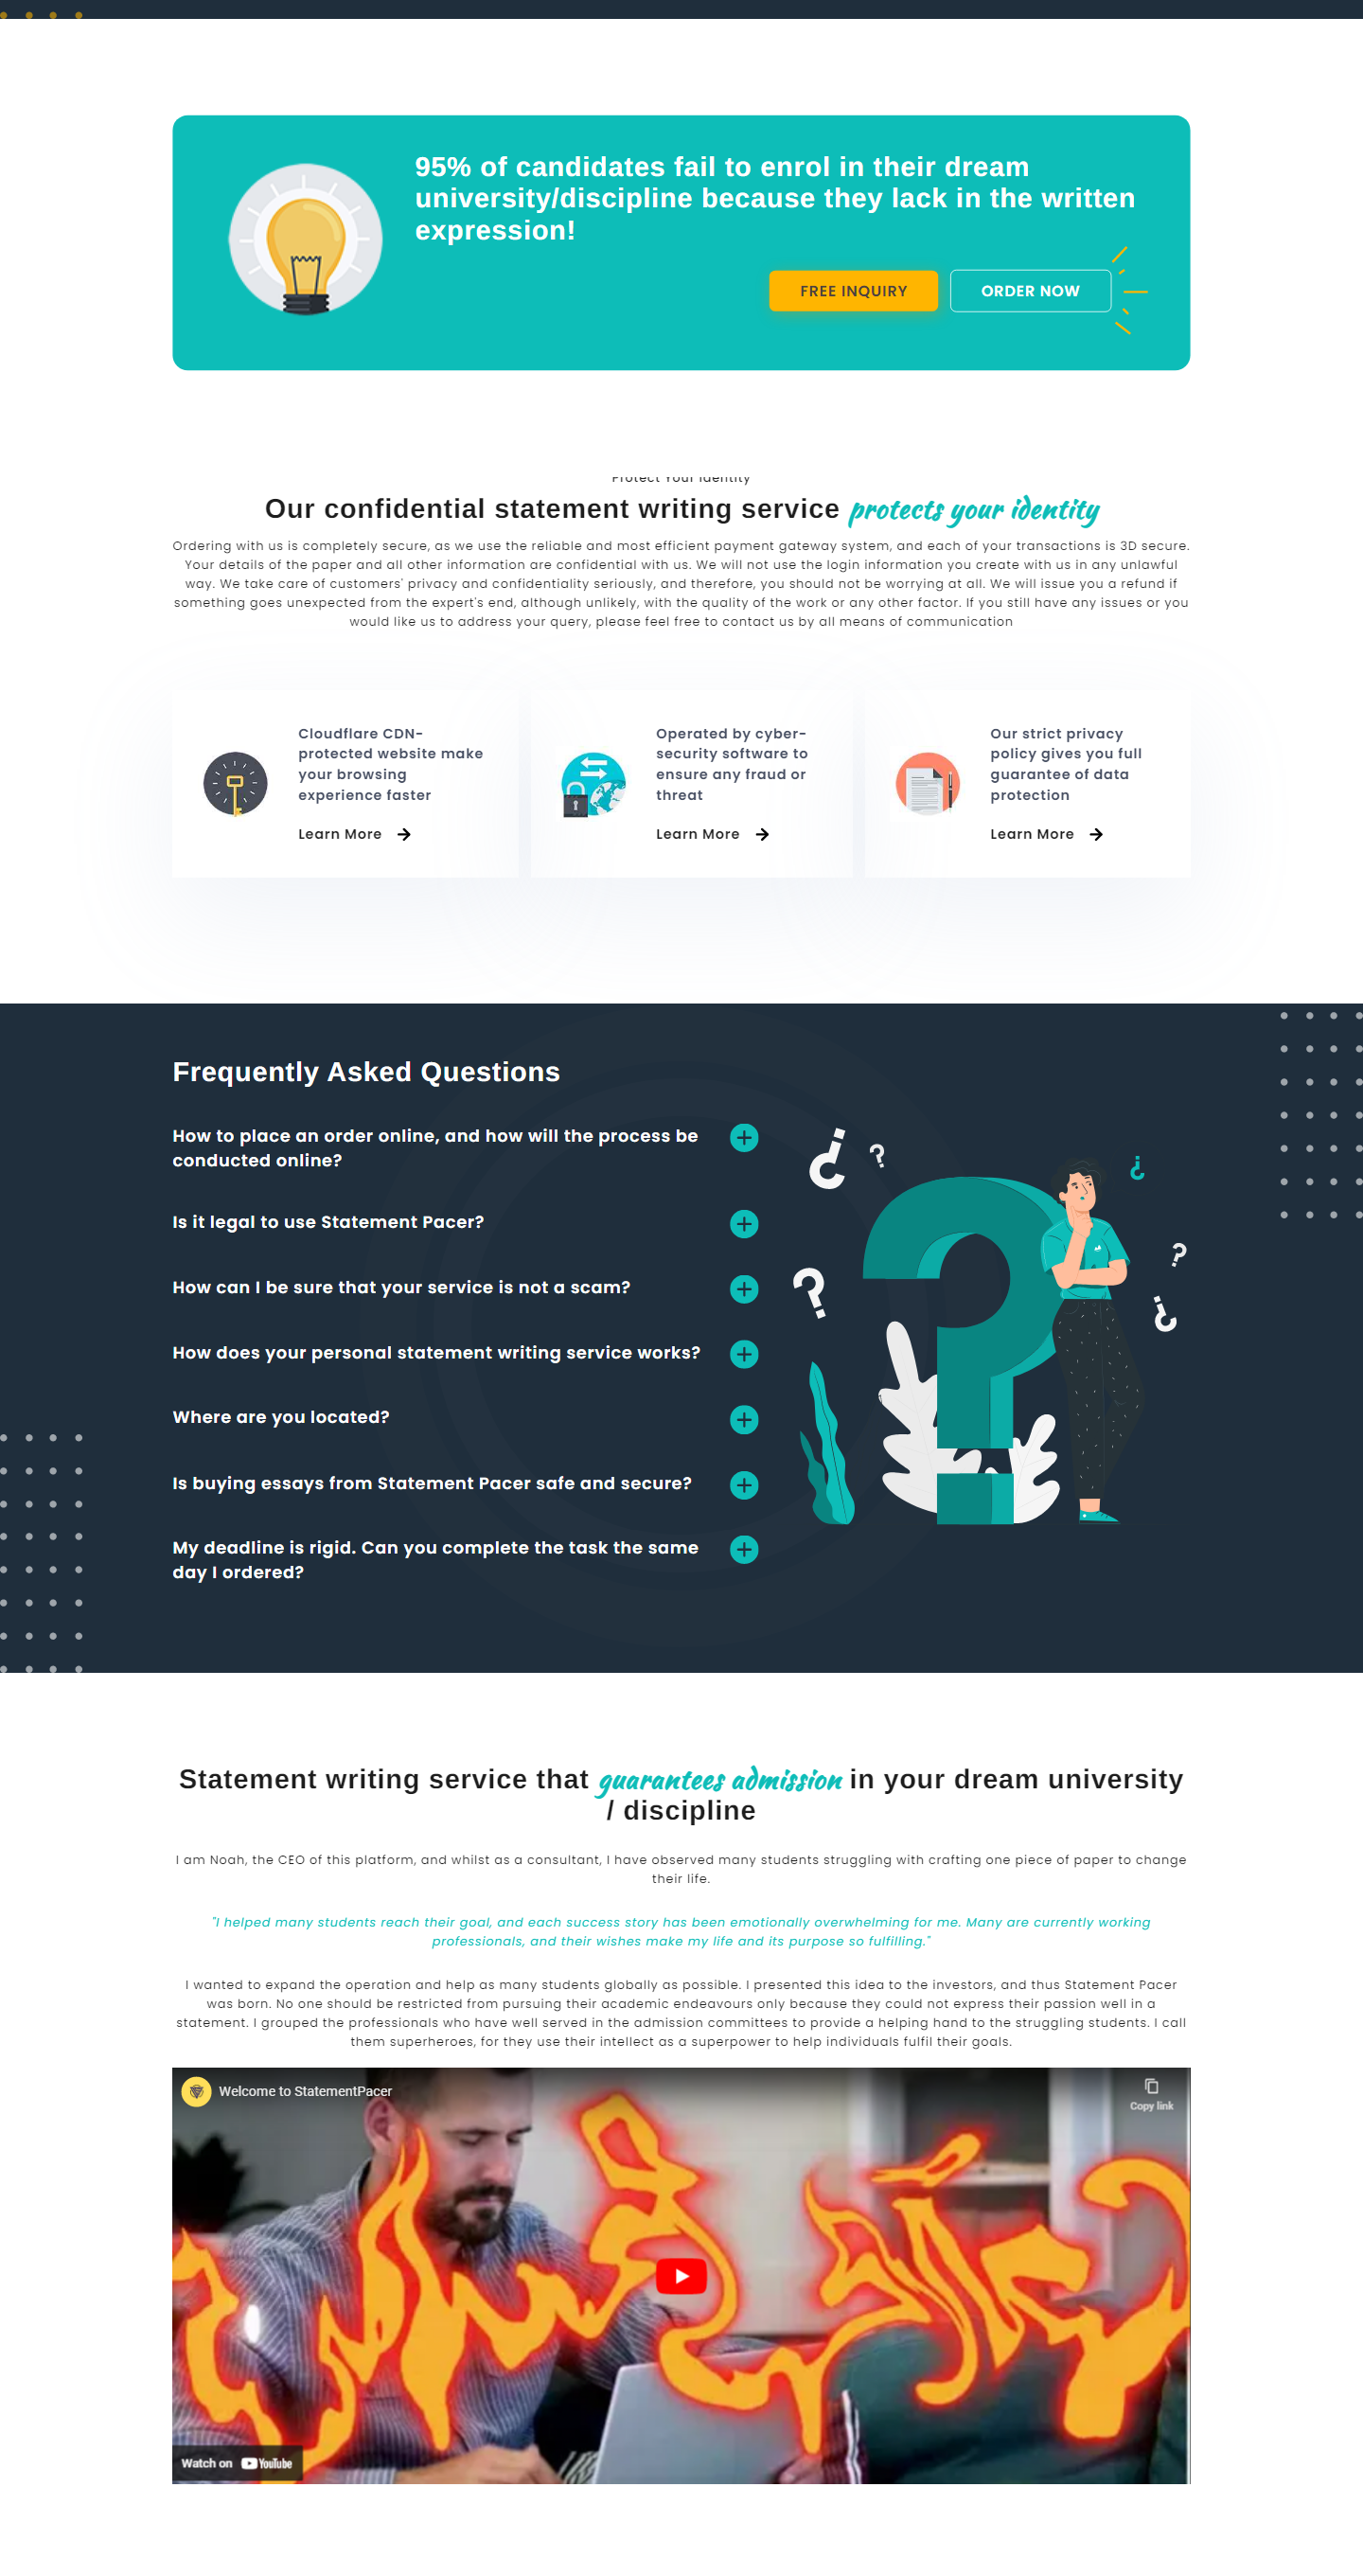 95% of candidates fail to enrol in their dream
university/discipline because they lack in the written
expression!
FREE INQUIRY
ORDER NOW
Protect Your Identity
Our confidential statement writing service protects your identity
Ordering with us is completely secure, as we use the reliable and most efficient payment gateway system, and each of your transactions is 3D secure.
Your details of the paper and all other information are confidential with us. We will not use the login information you create with us in any unlawful
way. We take care of customers' privacy and confidentiality seriously, and therefore, you should not be worrying at all. We will issue you a refund if
something goes unexpected from the expert's end, although unlikely, with the quality of the work or any other factor. If you still have any issues or you
would like us to address your query, please feel free to contact us by all means of communication
Cloudflare CDN-
protected website make
your browsing
experience faster
Learn More
Operated by cyber-
security software to
ensure any fraud or
threat
Learn More
Our strict privacy
policy gives you full
guarantee of data
protection
Learn More
Frequently Asked Questions
How to place an order online, and how will the process be
conducted online?
Is it legal to use Statement Pacer?
How can I be sure that your service is not a scam?
How does your personal statement writing service works?
Where are you located?
Is buying essays from Statement Pacer safe and secure?
My deadline is rigid. Can you complete the task the same
day I ordered?
Statement writing service that guarantees admission in your dream university
/ discipline
I am Noah, the CEO of this platform, and whilst as a consultant, I have observed many students struggling with crafting one piece of paper to change
their life.
"I helped many students reach their goal, and each success story has been emotionally overwhelming for me. Many are currently working
professionals, and their wishes make my life and its purpose so fulfilling."
I wanted to expand the operation and help as many students globally as possible. I presented this idea to the investors, and thus Statement Pacer
was born. No one should be restricted from pursuing their academic endeavours only because they could not express their passion well in a
statement. I grouped the professionals who have well served in the admission committees to provide a helping hand to the struggling students. I call
them superheroes, for they use their intellect as a superpower to help individuals fulfil their goals.
Welcome to StatementPacer
Copy link
Watch on YouTube